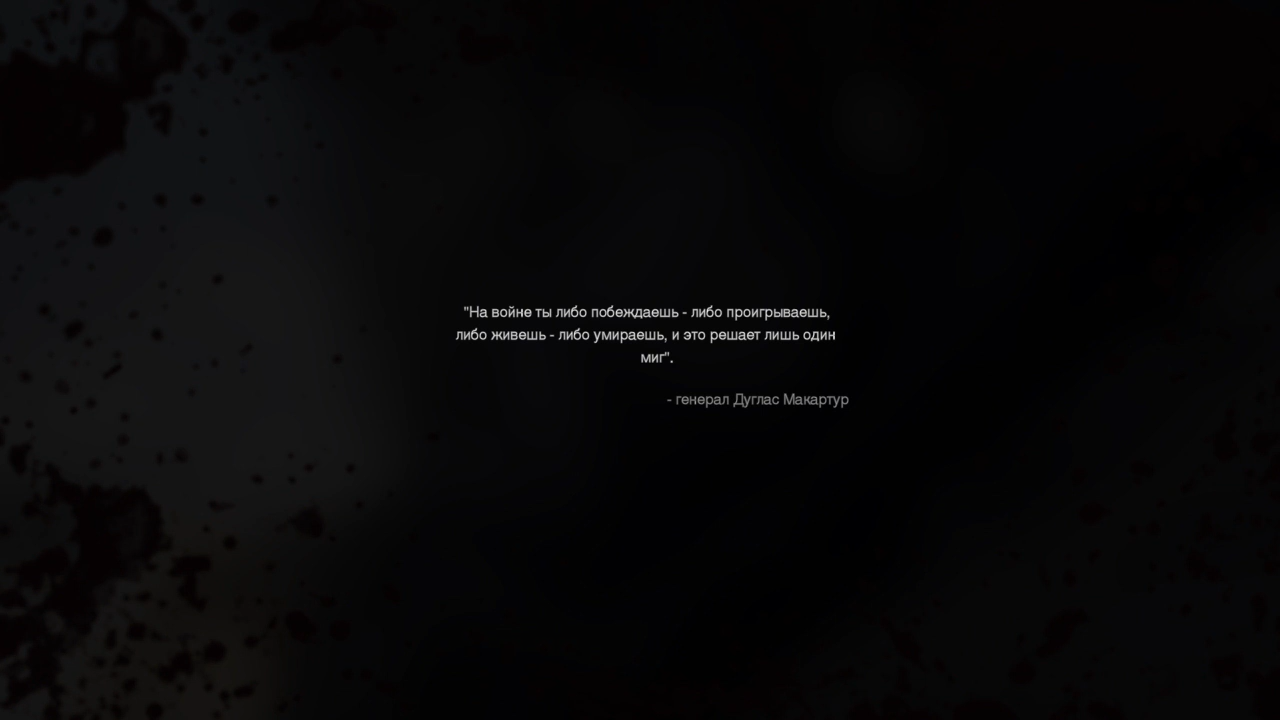 "На войне ты либо побеждаешь - либо проигрываешь,
либо живешь - либо умираешь, и это решает лишь один
миг".
- генерал Дуглас Макартур